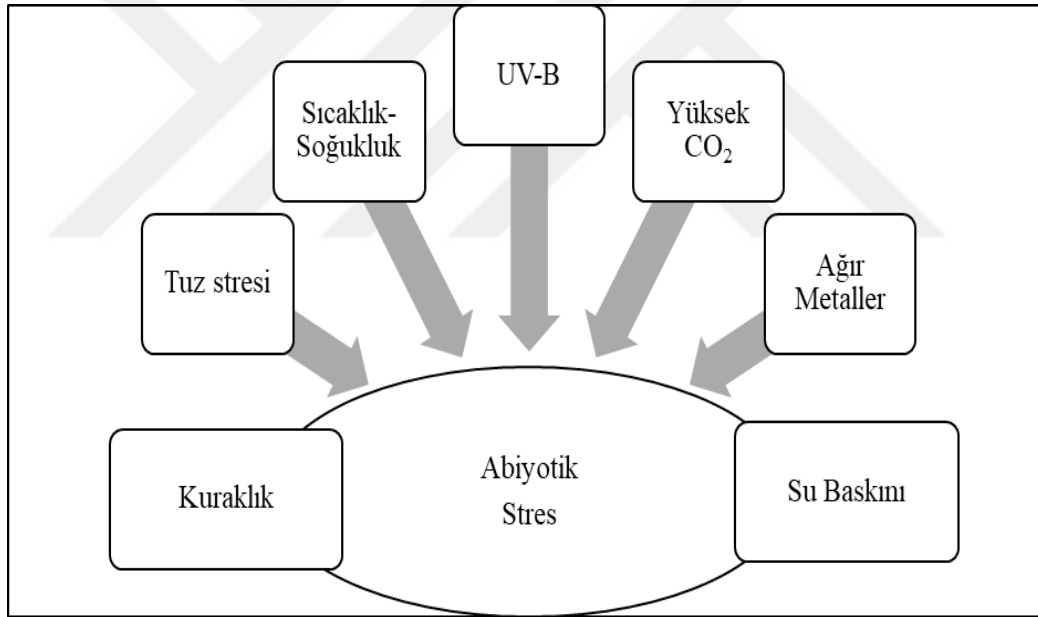 UV-B
Sıcaklık-
Soğukluk
Yüksek
CO₂
Tuz stresi
Ağır
Metaller
Kuraklık
Abiyotik
Stres
Su Baskını